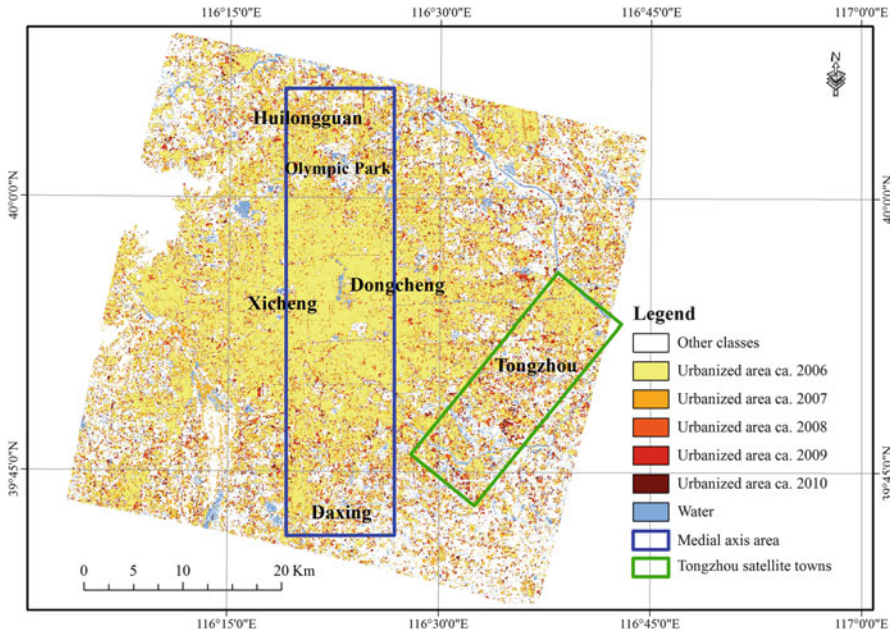 116°15'0"E 116°30'0"E 116°45'0"E 117°0'0"E
N
Huilongguan
Olympic Park
40°0'0"N 40°0'0"N
Dongcheng
Xicheng
Tongzhou
39°45'0"N 39°45'0"N
Daxing
Legend
Other classes
Urbanized area ca. 2006
Urbanized area ca. 2007
Urbanized area ca. 2008
Urbanized area ca. 2009
Urbanized area ca. 2010
Water
Medial axis area
Tongzhou satellite towns
0 5 10 20 Km
116°15'0"E 116°30'0"E 116°45'0"E 117°0'0"E